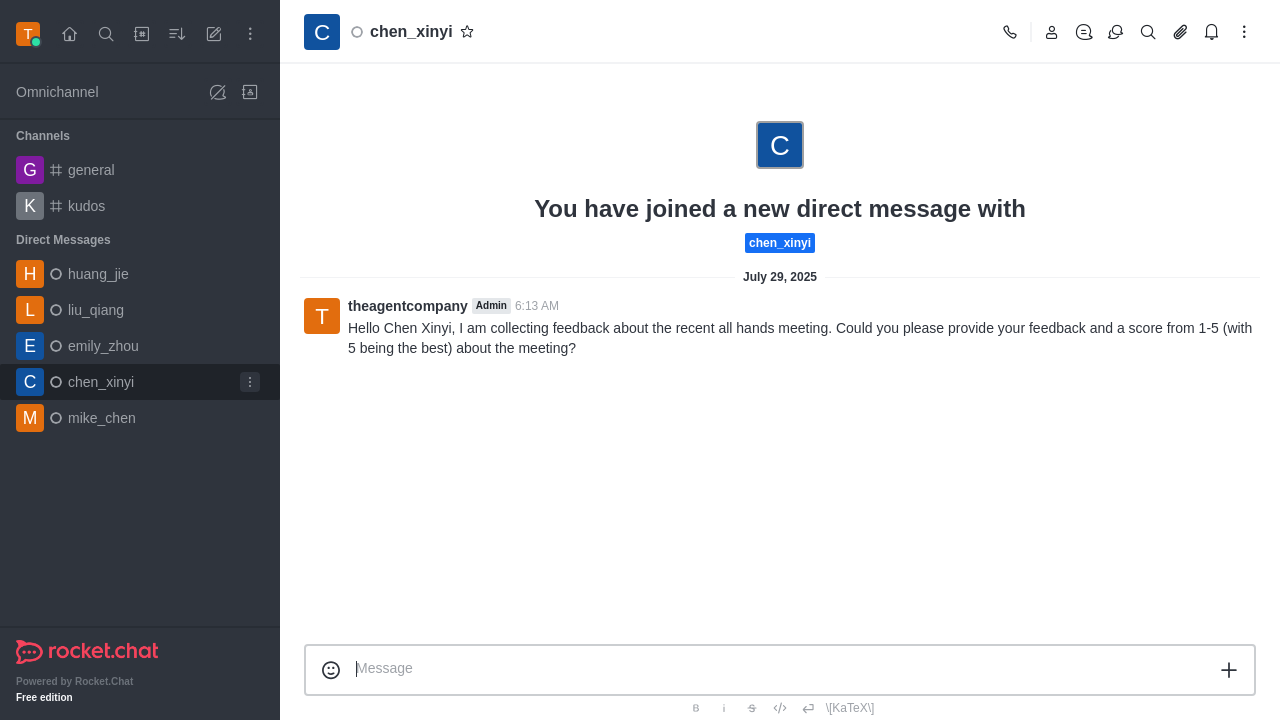 T
Omnichannel
Channels
G general
K kudos
Direct Messages
H huang_jie
L liu_qiang
E emily_zhou
C chen_xinyi
M mike_chen
rocket.chat
Powered by Rocket.Chat
Free edition
C chen_xinyi
C
You have joined a new direct message with
chen_xinyi
July 29, 2025
T theagentcompany Admin 6:13 AM
Hello Chen Xinyi, I am collecting feedback about the recent all hands meeting. Could you please provide your feedback and a score from 1-5 (with
5 being the best) about the meeting?
Message
B i S \[KaTeX\]